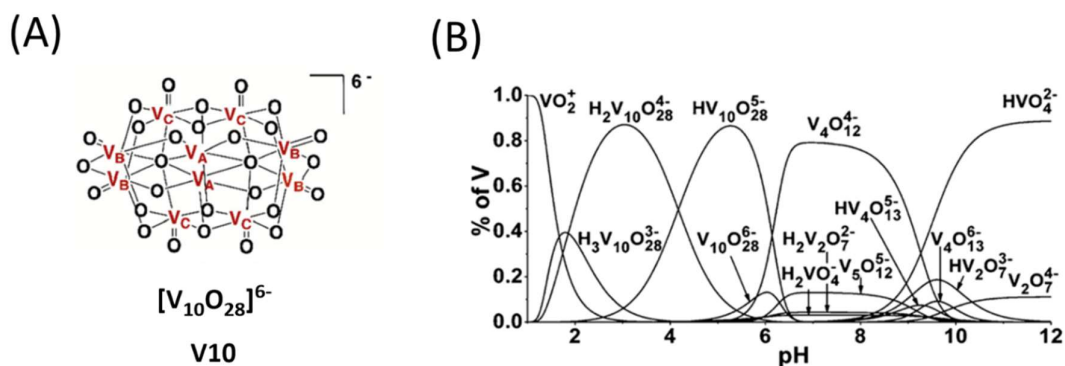 (A)
6-
O O
O V_C V_C O
O O O O
O V_B O V_A O V_B O
O O O
O V_B O V_A O V_B O
O O O O
O V_C V_C O
O O
[V₁₀O₂₈]⁶⁻
V10
(B)
1.0
0.8
0.6
0.4
0.2
0.0
% of V
VO₂⁺
H₂V₁₀O₂₈⁴⁻
HV₁₀O₂₈⁵⁻
V₄O₁₂⁴⁻
HVO₄²⁻
H₃V₁₀O₂₈³⁻
V₁₀O₂₈⁶⁻
H₂V₂O₇²⁻
H₂VO₄⁻
V₅O₁₂⁵⁻
HV₄O₁₃⁵⁻
V₄O₁₃⁶⁻
HV₂O₇³⁻
V₂O₇⁴⁻
2 4 6 8 10 12
pH